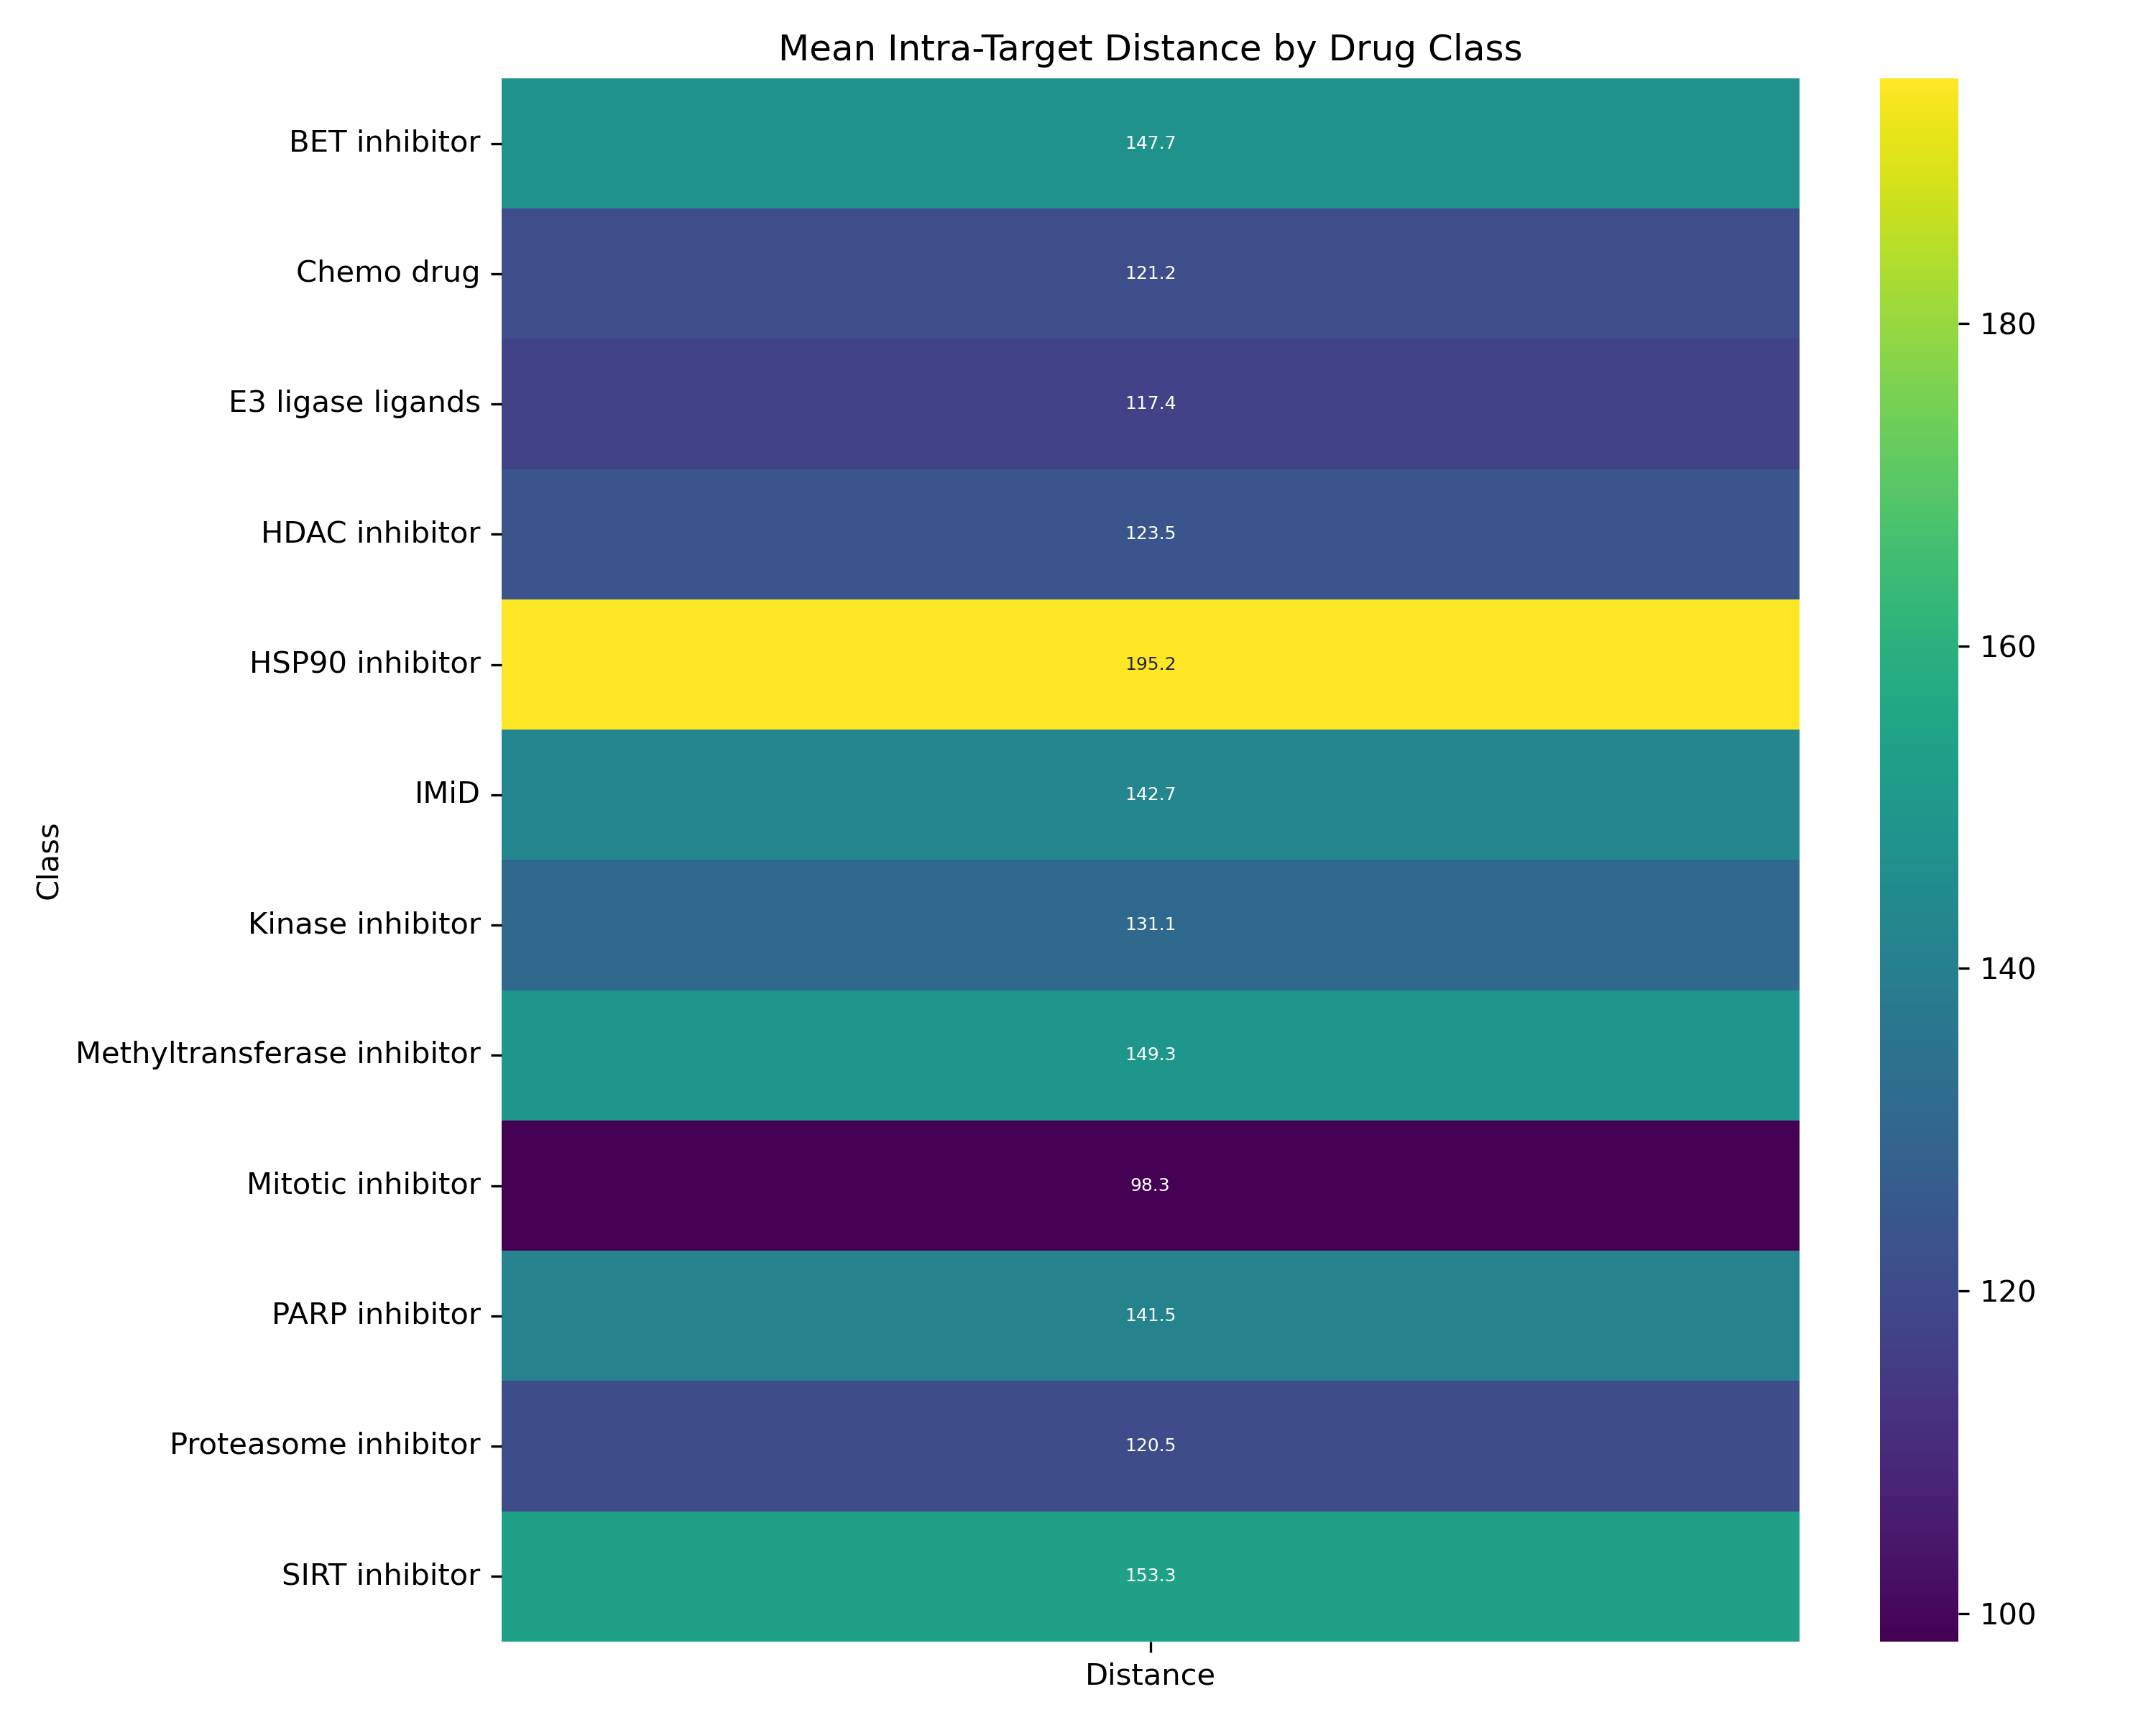 Mean Intra-Target Distance by Drug Class
Class
BET inhibitor
147.7
Chemo drug
121.2
E3 ligase ligands
117.4
HDAC inhibitor
123.5
HSP90 inhibitor
195.2
IMiD
142.7
Kinase inhibitor
131.1
Methyltransferase inhibitor
149.3
Mitotic inhibitor
98.3
PARP inhibitor
141.5
Proteasome inhibitor
120.5
SIRT inhibitor
153.3
Distance
180
160
140
120
100